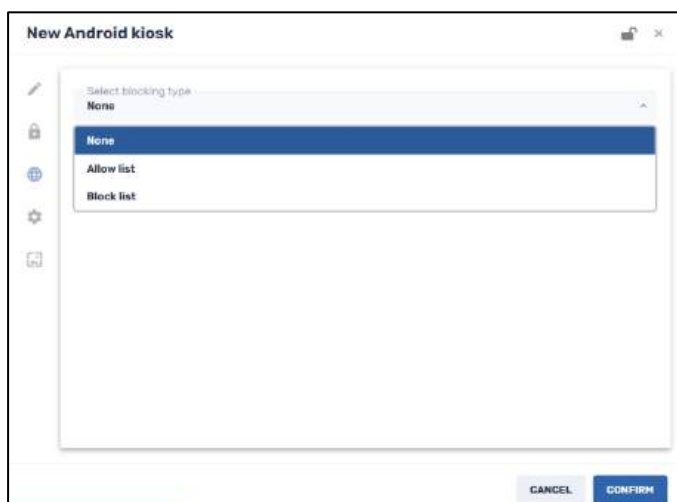 New Android kiosk
Select blocking type
None
None
Allow list
Block list
CANCEL CONFIRM